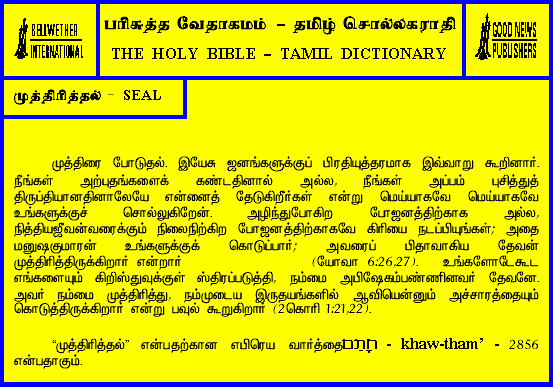 BELLWETHER
INTERNATIONAL
பரிசுத்த வேதாகமம் – தமிழ் சொல்லகராதி
THE HOLY BIBLE – TAMIL DICTIONARY
GOOD NEWS
PUBLISHERS
முத்திரித்தல் - SEAL
முத்திரை போடுதல். இயேசு ஜனங்களுக்குப் பிரதியுத்தரமாக இவ்வாறு கூறினார்.
நீங்கள் அற்புதங்களைக் கண்டதினால் அல்ல, நீங்கள் அப்பம் புசித்துத்
திருப்தியானதினாலேயே என்னைத் தேடுகிறீர்கள் என்று மெய்யாகவே மெய்யாகவே
உங்களுக்குச் சொல்லுகிறேன். அழிந்துபோகிற போஜனத்திற்காக அல்ல,
நித்தியஜீவன்வரைக்கும் நிலைநிற்கிற போஜனத்திற்காகவே கிரியை நடப்பியுங்கள்; அதை
மனுஷகுமாரன் உங்களுக்குக் கொடுப்பார்; அவரைப் பிதாவாகிய தேவன்
முத்திரித்திருக்கிறார் என்றார் (யோவா 6:26,27). உங்களோடேகூட
எங்களையும் கிறிஸ்துவுக்குள் ஸ்திரப்படுத்தி, நம்மை அபிஷேகம்பண்ணினவர் தேவனே.
அவர் நம்மை முத்திரித்து, நம்முடைய இருதயங்களில் ஆவியென்னும் அச்சாரத்தையும்
கொடுத்திருக்கிறார் என்று பவுல் கூறுகிறார் (2கொரி 1:21,22).
“முத்திரித்தல்” என்பதற்கான எபிரெய வார்த்தை - khaw-tham’ - 2856
என்பதாகும்.